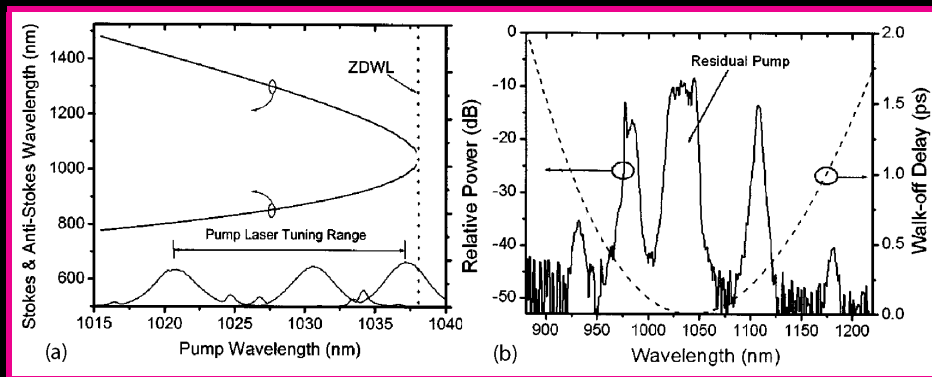 Stokes & Anti-Stokes Wavelength (nm)
1400
1200
1000
800
600
ZDWL
Pump Laser Tuning Range
1015 1020 1025 1030 1035 1040
Pump Wavelength (nm)
(a)
Relative Power (dB)
0
-10
-20
-30
-40
-50
Residual Pump
2.0
1.5
1.0
0.5
0.0
Walk-off Delay (ps)
900 950 1000 1050 1100 1150 1200
Wavelength (nm)
(b)